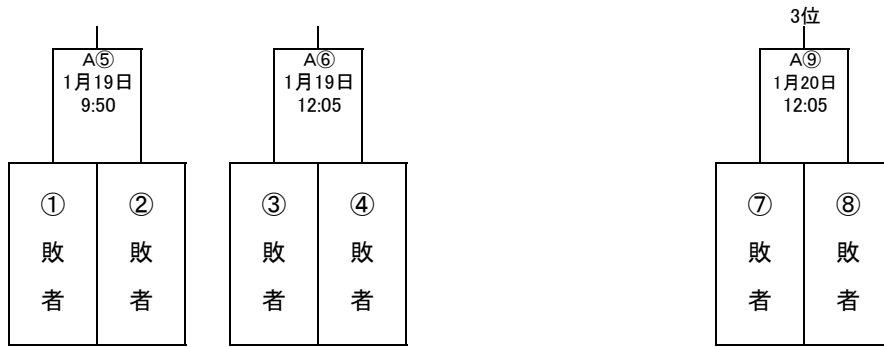 A⑤
1月19日
9:50
①敗者
②敗者
A⑥
1月19日
12:05
③敗者
④敗者
3位
A⑨
1月20日
12:05
⑦敗者
⑧敗者